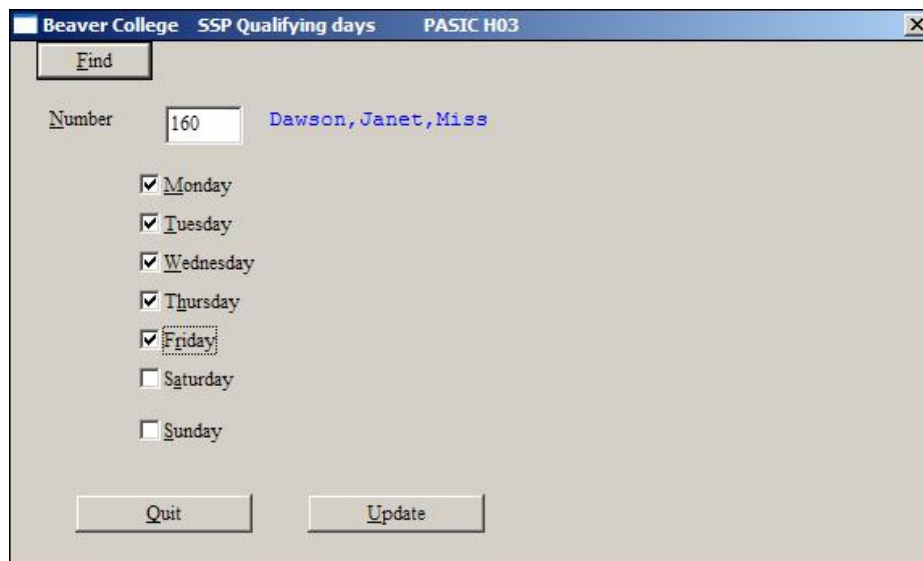 Beaver College SSP Qualifying days PASIC H03
Find
Number 160 Dawson,Janet,Miss
Monday
Tuesday
Wednesday
Thursday
Friday
Saturday
Sunday
Quit Update